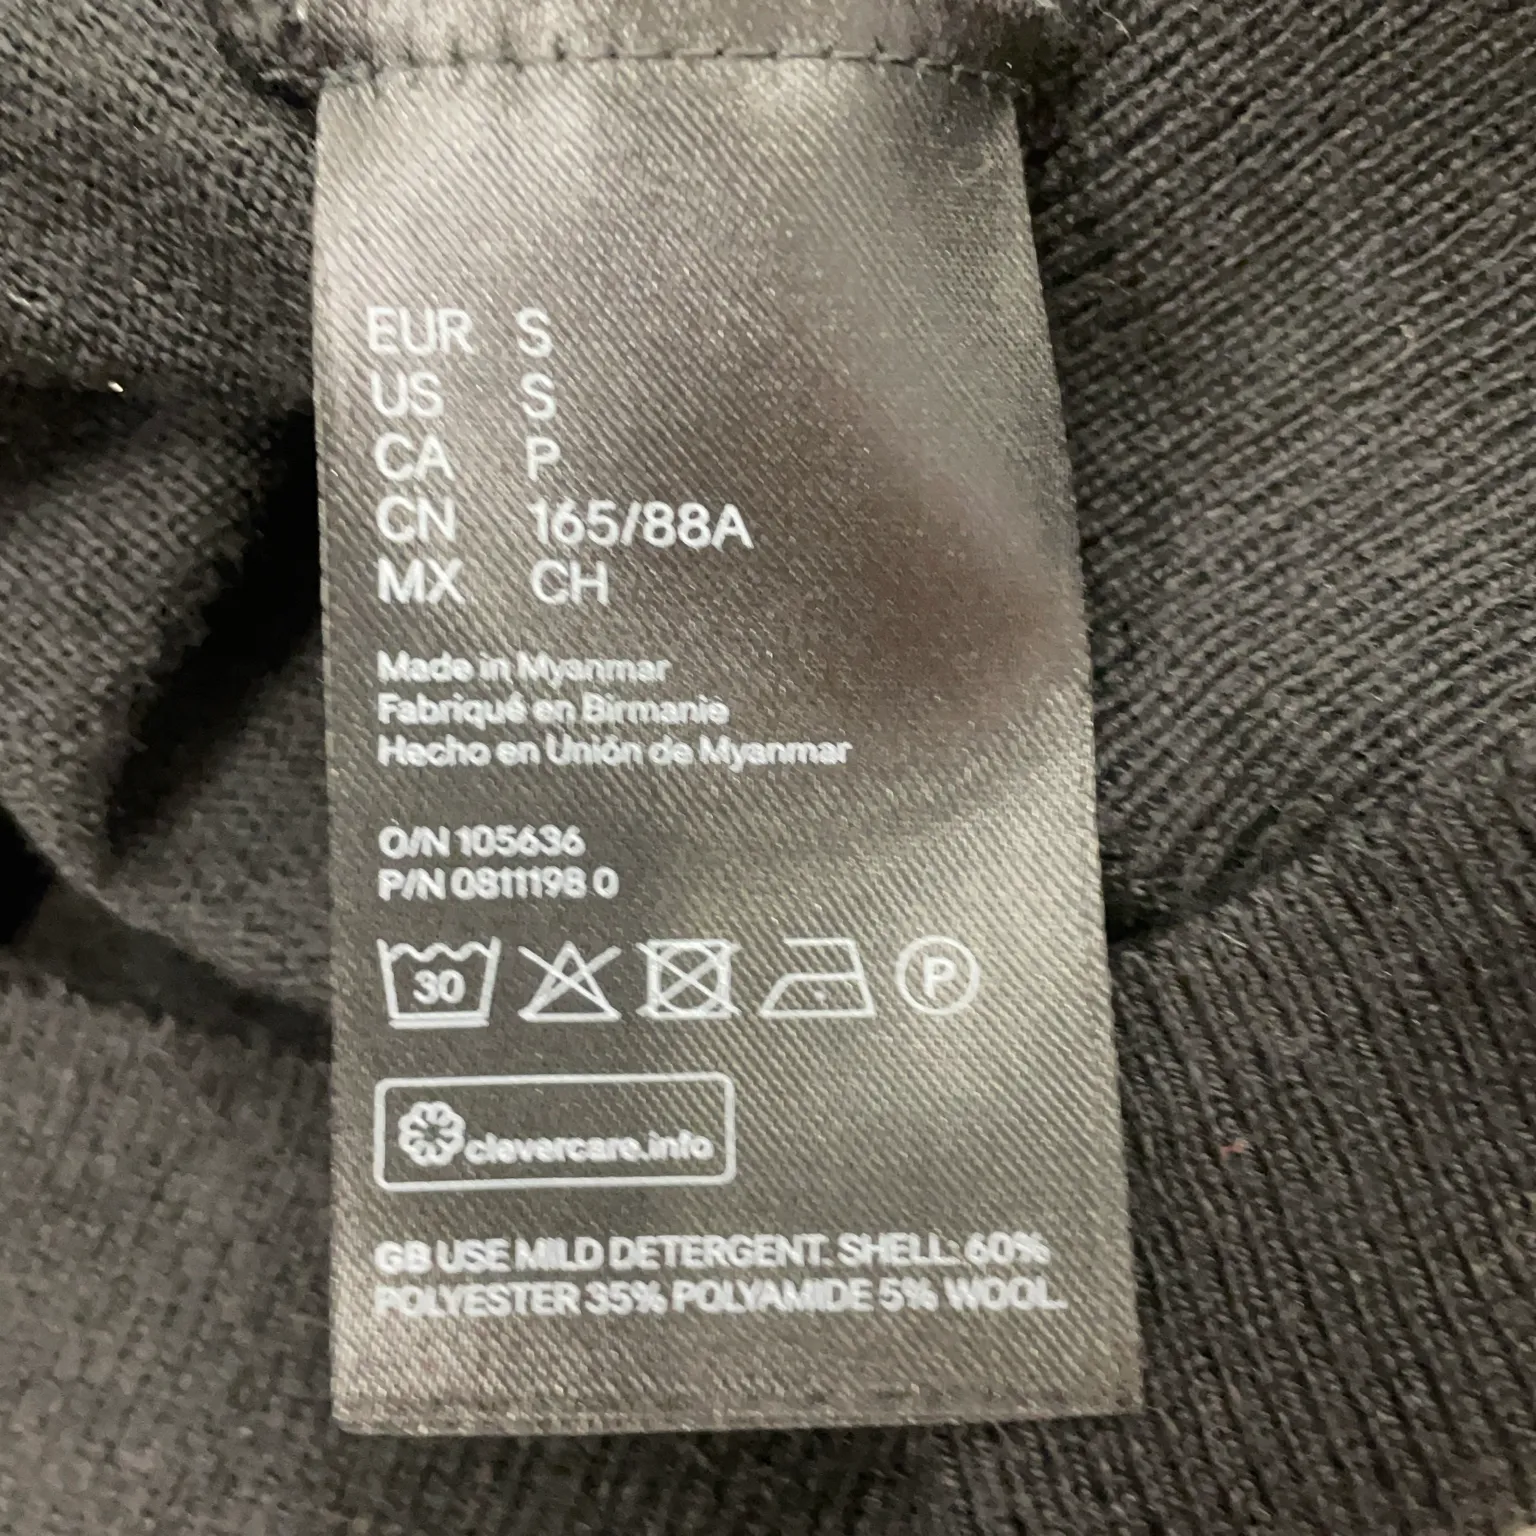 EUR S
US S
CA P
CN 165/88A
MX CH
Made in Myanmar
Fabriqué en Birmanie
Hecho en Unión de Myanmar
O/N 105636
P/N 0811198 0
30
P
clevercare.info
GB USE MILD DETERGENT. SHELL: 60%
POLYESTER 35% POLYAMIDE 5% WOOL.